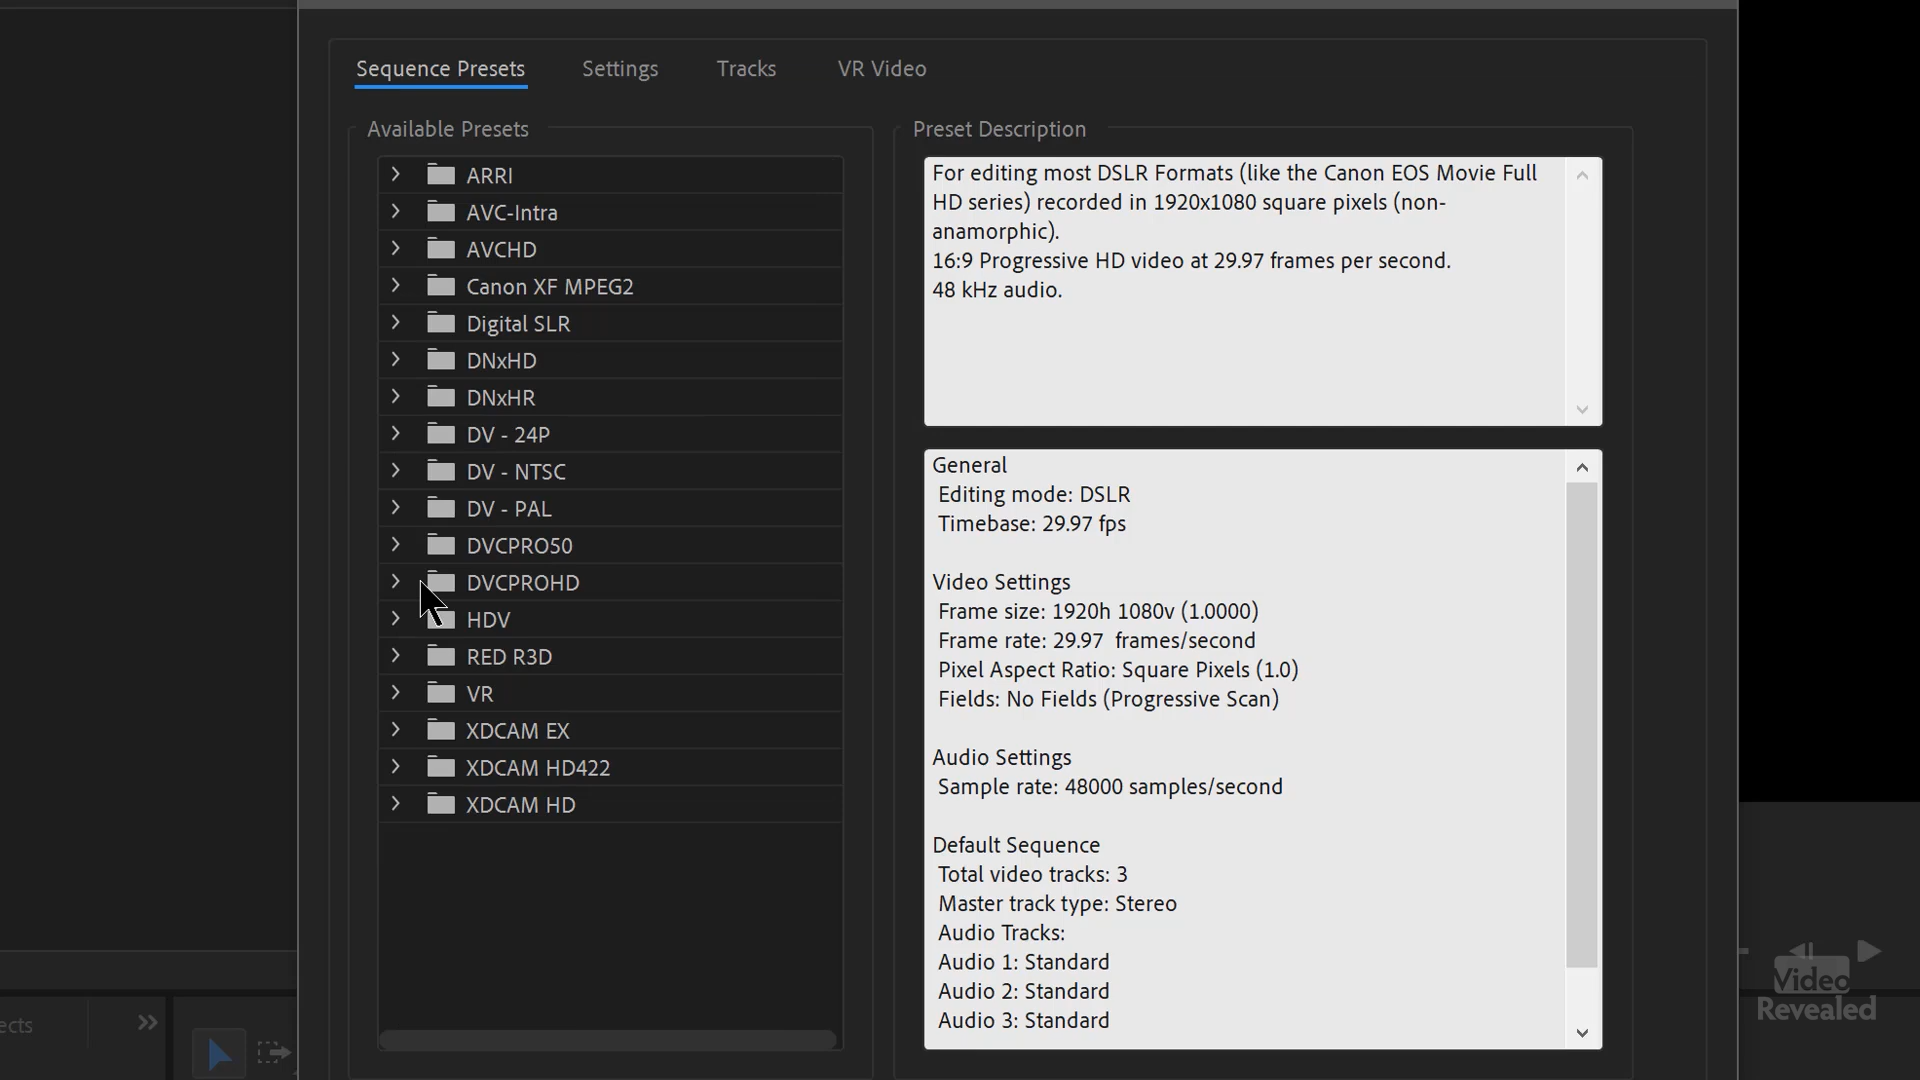 Sequence Presets Settings Tracks VR Video
Available Presets
ARRI
AVC-Intra
AVCHD
Canon XF MPEG2
Digital SLR
DNxHD
DNxHR
DV - 24P
DV - NTSC
DV - PAL
DVCPRO50
DVCPROHD
HDV
RED R3D
VR
XDCAM EX
XDCAM HD422
XDCAM HD
Preset Description
For editing most DSLR Formats (like the Canon EOS Movie Full
HD series) recorded in 1920x1080 square pixels (non-
anamorphic).
16:9 Progressive HD video at 29.97 frames per second.
48 kHz audio.
General
Editing mode: DSLR
Timebase: 29.97 fps
Video Settings
Frame size: 1920h 1080v (1.0000)
Frame rate: 29.97 frames/second
Pixel Aspect Ratio: Square Pixels (1.0)
Fields: No Fields (Progressive Scan)
Audio Settings
Sample rate: 48000 samples/second
Default Sequence
Total video tracks: 3
Master track type: Stereo
Audio Tracks:
Audio 1: Standard
Audio 2: Standard
Audio 3: Standard
ects
Video
Revealed